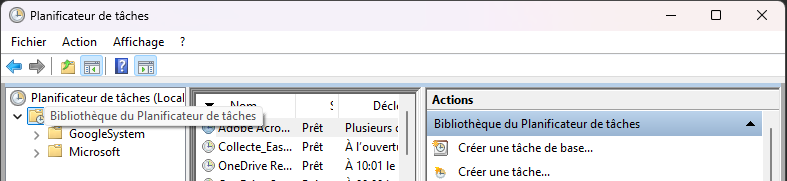 Planificateur de tâches
Fichier Action Affichage ?
Planificateur de tâches (Local
Bibliothèque du Planificateur de tâches
GoogleSystem
Microsoft
Nom S Décle
Adobe Acro... Prêt Plusieurs d
Collecte_Eas... Prêt À l'ouvertu
OneDrive Re... Prêt À 10:01 le
Actions
Bibliothèque du Planificateur de tâches
Créer une tâche de base...
Créer une tâche...